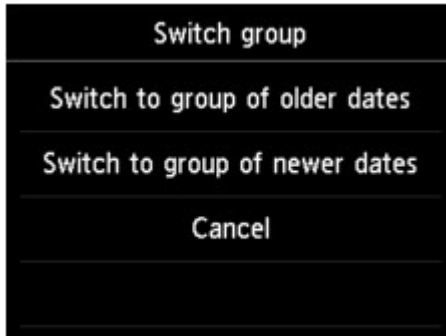 Switch group
Switch to group of older dates
Switch to group of newer dates
Cancel